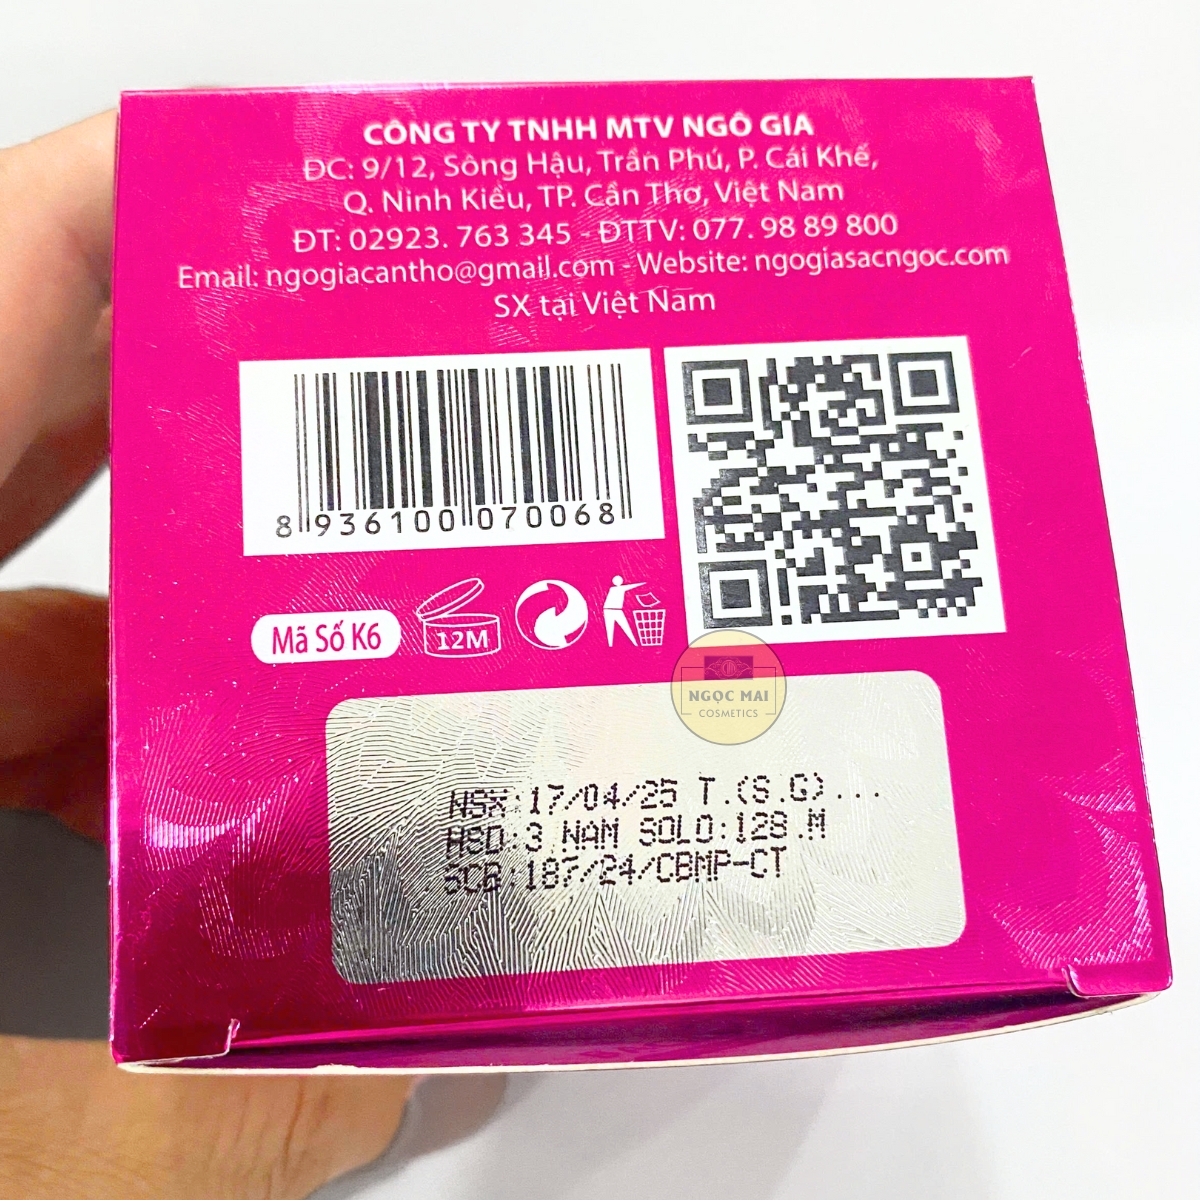 CÔNG TY TNHH MTV NGÔ GIA
ĐC: 9/12, Sông Hậu, Trần Phú, P. Cái Khế,
Q. Ninh Kiều, TP. Cần Thơ, Việt Nam
ĐT: 02923. 763 345 - ĐTTV: 077. 98 89 800
Email: ngogiacantho@gmail.com - Website: ngogiasacngoc.com
SX tại Việt Nam
8 936100 070068
Mã Số K6
12M
NGỌC MAI
COSMETICS
NSX:17/04/25 T.(S.G)...
HSD:3 NAM SOLO:128.M
SCB:187/24/CBMP-CT